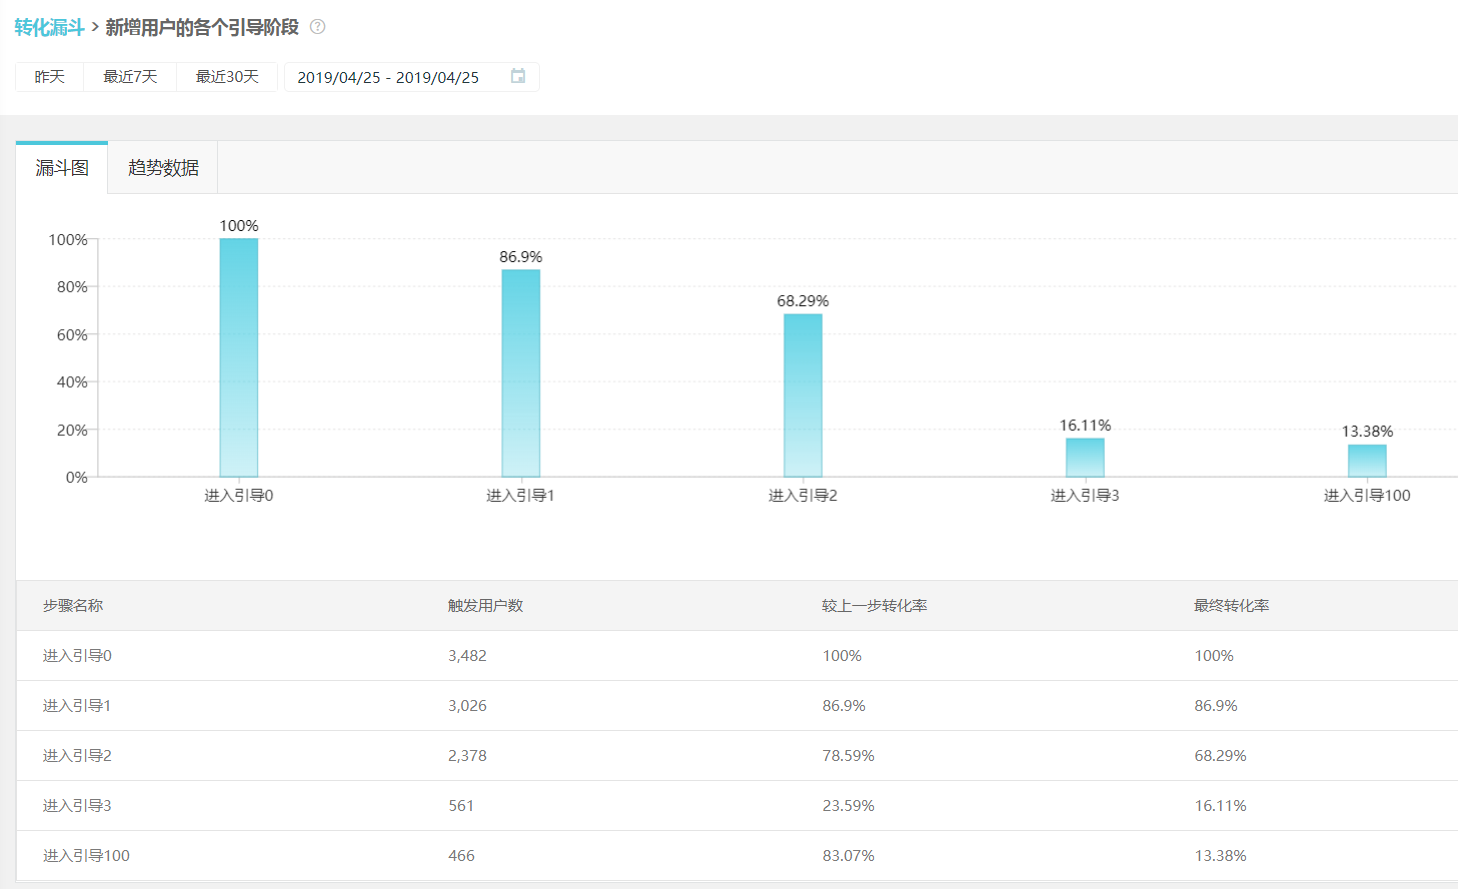 转化漏斗 > 新增用户的各个引导阶段 ?
昨天 最近7天 最近30天 2019/04/25 - 2019/04/25
漏斗图 趋势数据
100%
86.9%
68.29%
16.11%
13.38%
100%
80%
60%
40%
20%
0%
进入引导0 进入引导1 进入引导2 进入引导3 进入引导100
步骤名称 触发用户数 较上一步转化率 最终转化率
进入引导0 3,482 100% 100%
进入引导1 3,026 86.9% 86.9%
进入引导2 2,378 78.59% 68.29%
进入引导3 561 23.59% 16.11%
进入引导100 466 83.07% 13.38%